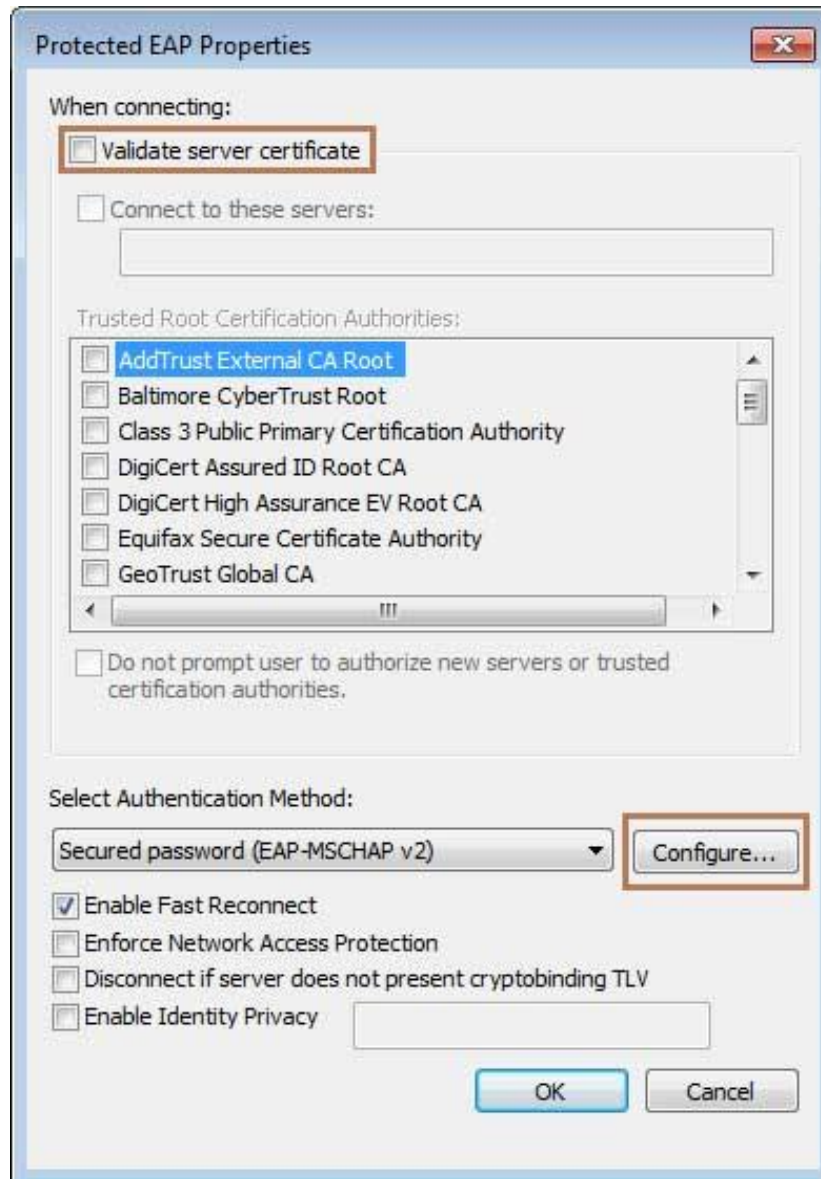 Protected EAP Properties
When connecting:
Validate server certificate
Connect to these servers:
Trusted Root Certification Authorities:
AddTrust External CA Root
Baltimore CyberTrust Root
Class 3 Public Primary Certification Authority
DigiCert Assured ID Root CA
DigiCert High Assurance EV Root CA
Equifax Secure Certificate Authority
GeoTrust Global CA
Do not prompt user to authorize new servers or trusted
certification authorities.
Select Authentication Method:
Secured password (EAP-MSCHAP v2)
Configure...
Enable Fast Reconnect
Enforce Network Access Protection
Disconnect if server does not present cryptobinding TLV
Enable Identity Privacy
OK
Cancel